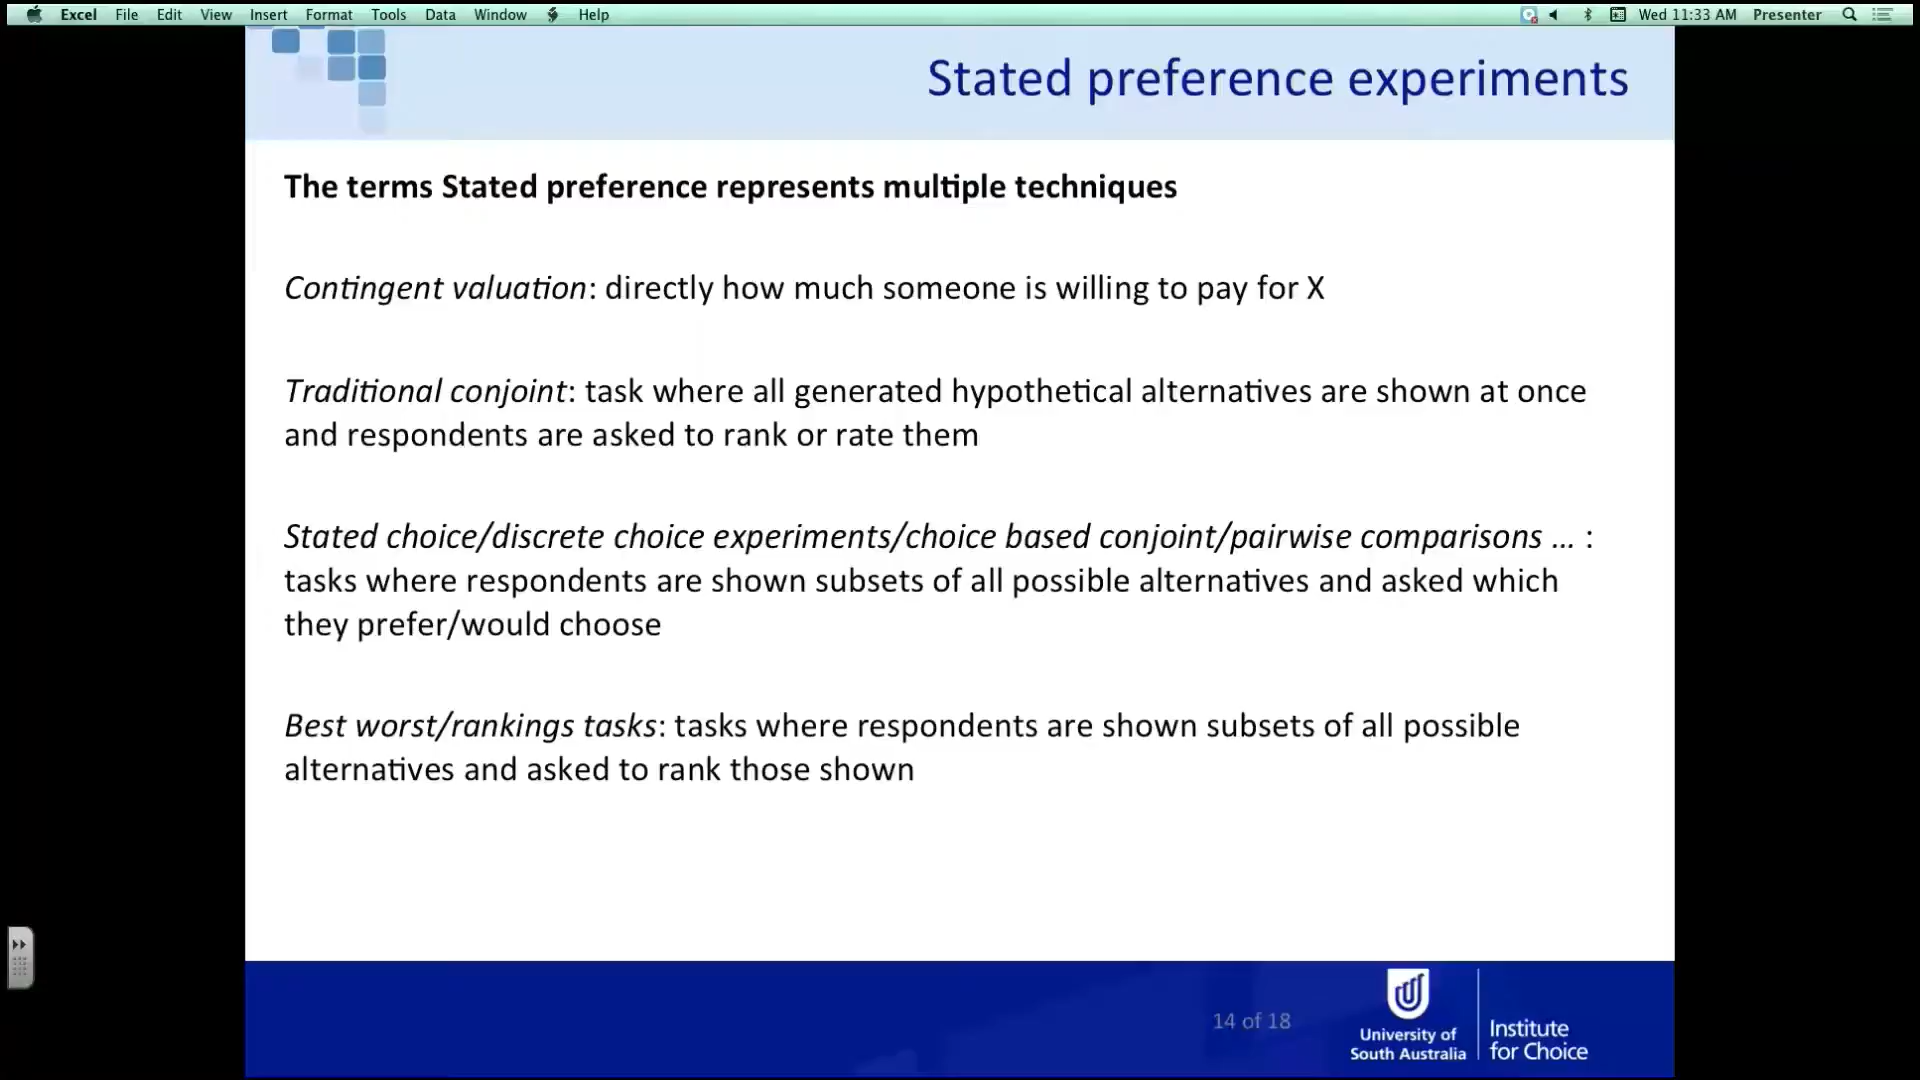 Excel File Edit View Insert Format Tools Data Window Help Wed 11:33 AM Presenter
Stated preference experiments
The terms Stated preference represents multiple techniques
Contingent valuation: directly how much someone is willing to pay for X
Traditional conjoint: task where all generated hypothetical alternatives are shown at once
and respondents are asked to rank or rate them
Stated choice/discrete choice experiments/choice based conjoint/pairwise comparisons ... :
tasks where respondents are shown subsets of all possible alternatives and asked which
they prefer/would choose
Best worst/rankings tasks: tasks where respondents are shown subsets of all possible
alternatives and asked to rank those shown
14 of 18
University of
South Australia
Institute
for Choice